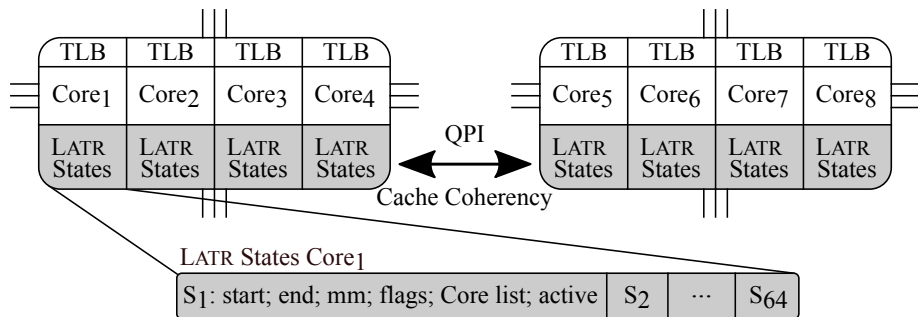 TLB TLB TLB TLB TLB TLB TLB TLB
Core1 Core2 Core3 Core4 Core5 Core6 Core7 Core8
QPI
LATR LATR LATR LATR LATR LATR LATR LATR
States States States States States States States States
Cache Coherency
LATR States Core1
S1: start; end; mm; flags; Core list; active S2 ... S64